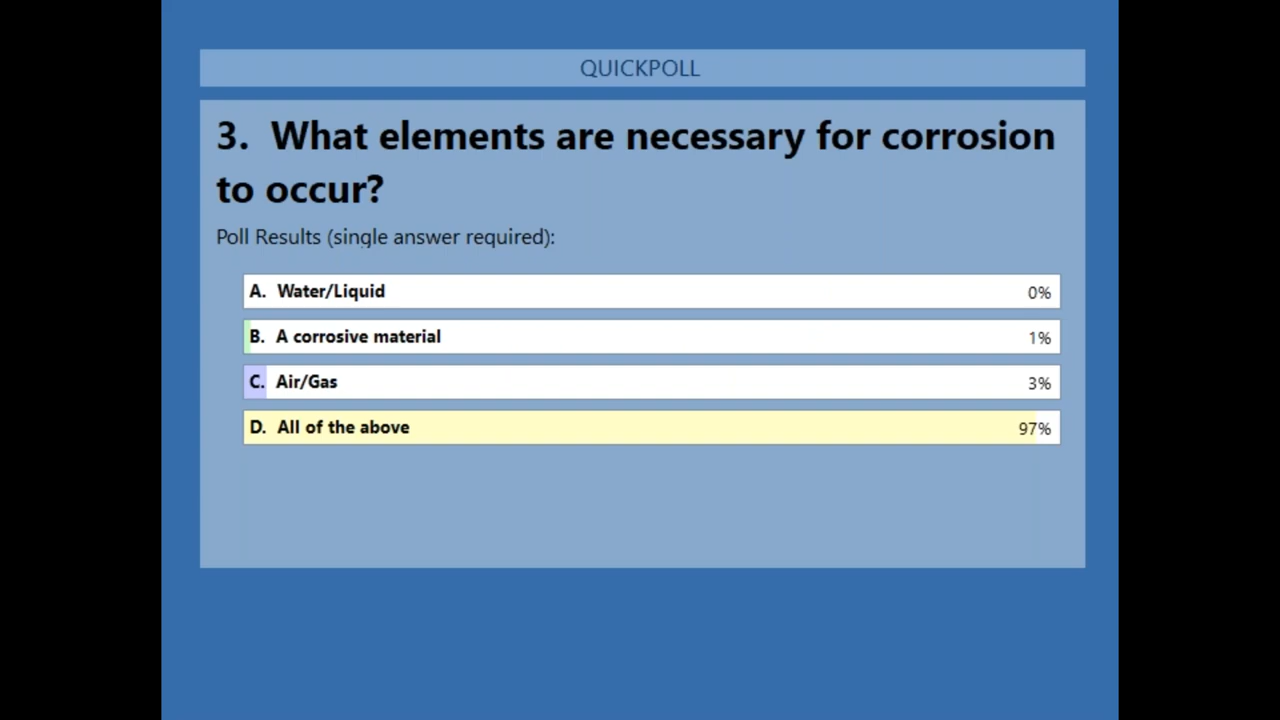 QUICKPOLL
3. What elements are necessary for corrosion
to occur?
Poll Results (single answer required):
A. Water/Liquid 0%
B. A corrosive material 1%
C. Air/Gas 3%
D. All of the above 97%